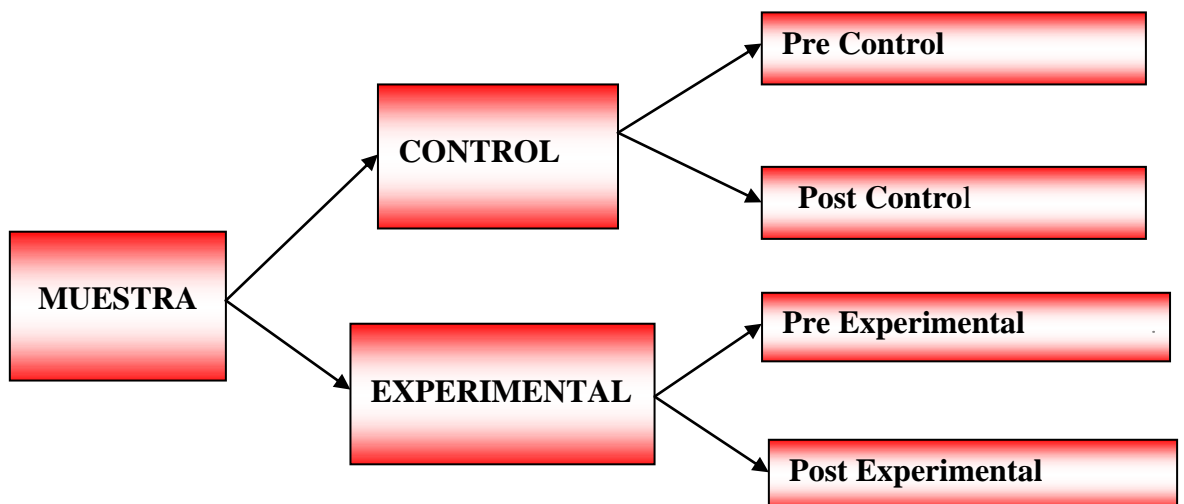 Pre Control
CONTROL
Post Control
MUESTRA
Pre Experimental
EXPERIMENTAL
Post Experimental